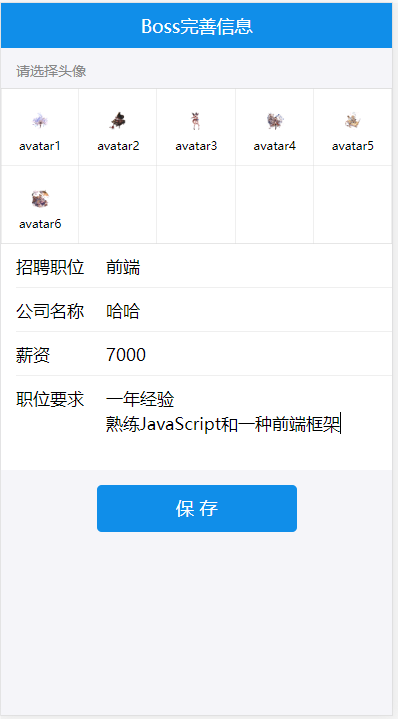 Boss完善信息
请选择头像
avatar1 avatar2 avatar3 avatar4 avatar5
avatar6
招聘职位 前端
公司名称 哈哈
薪资 7000
职位要求 一年经验
熟练JavaScript和一种前端框架
保 存